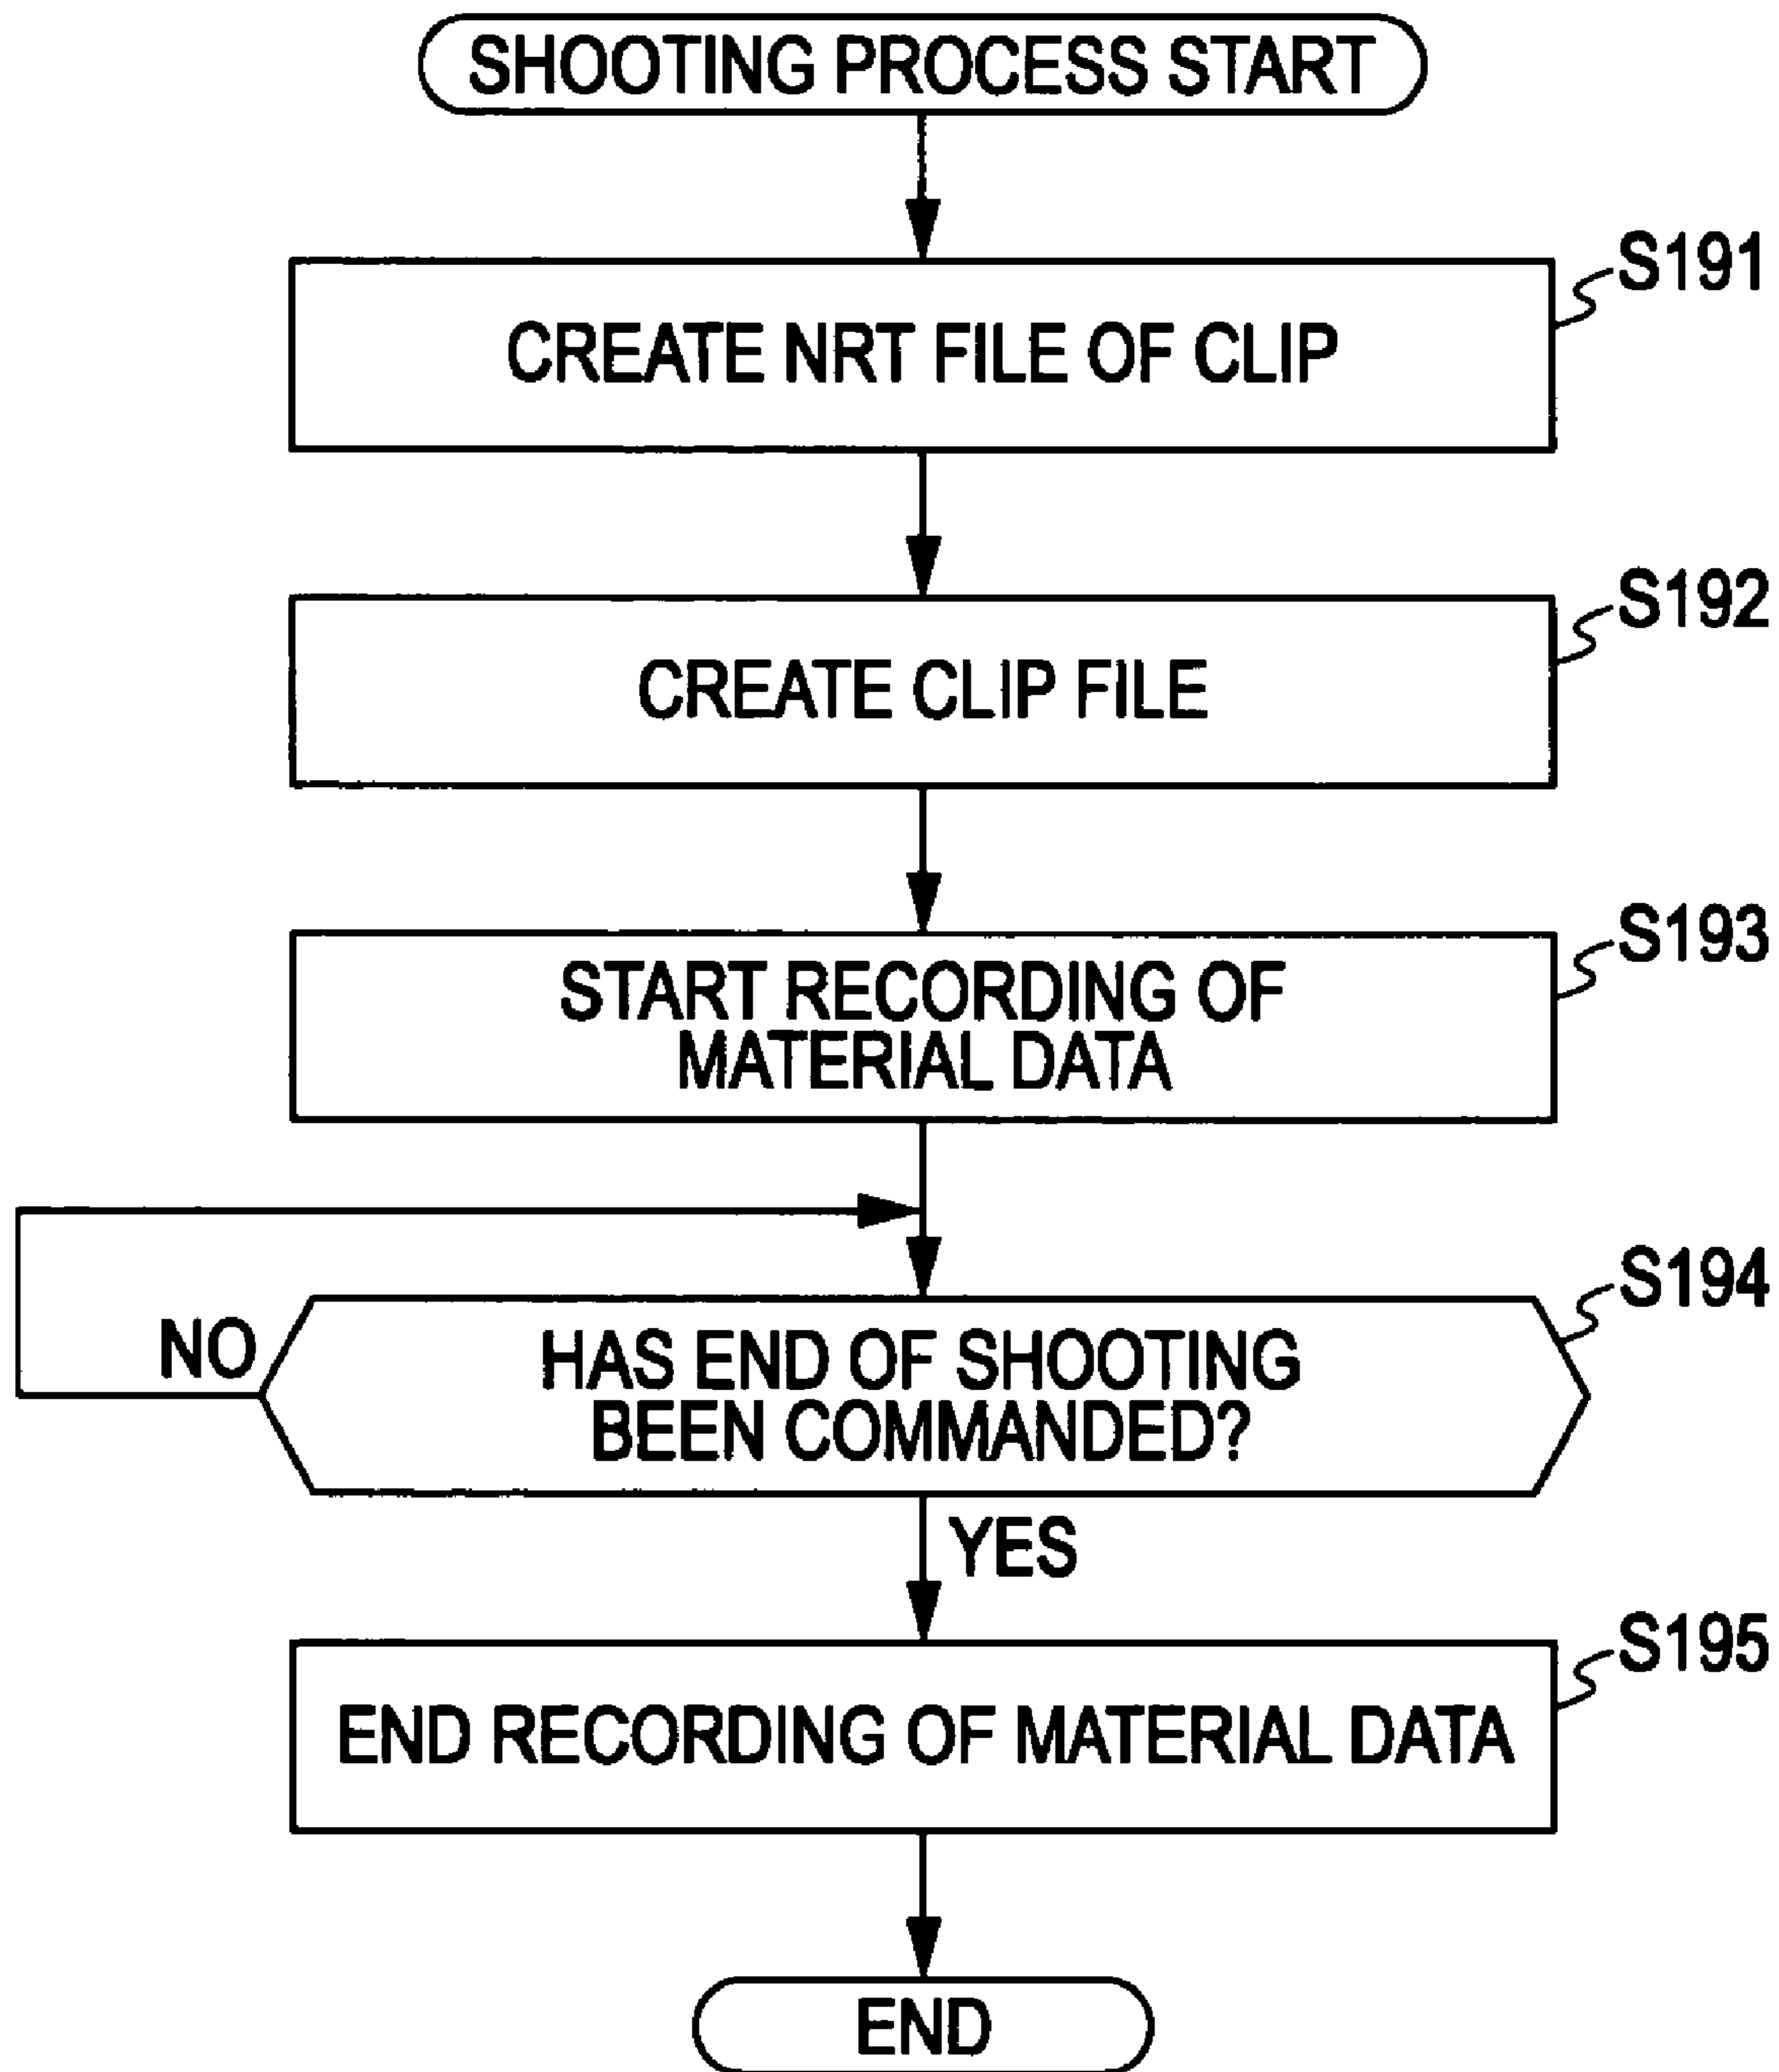 SHOOTING PROCESS START
S191
CREATE NRT FILE OF CLIP
S192
CREATE CLIP FILE
S193
START RECORDING OF
MATERIAL DATA
S194
NO
HAS END OF SHOOTING
BEEN COMMANDED?
YES
S195
END RECORDING OF MATERIAL DATA
END